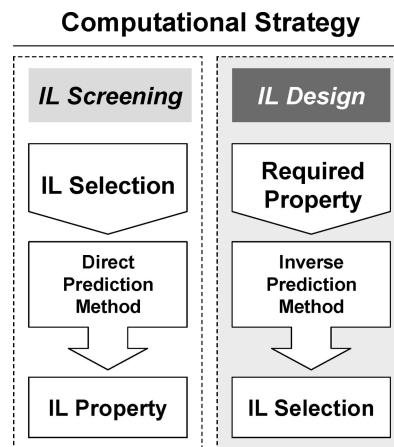 Computational Strategy
IL Screening
IL Selection
Direct
Prediction
Method
IL Property
IL Design
Required
Property
Inverse
Prediction
Method
IL Selection